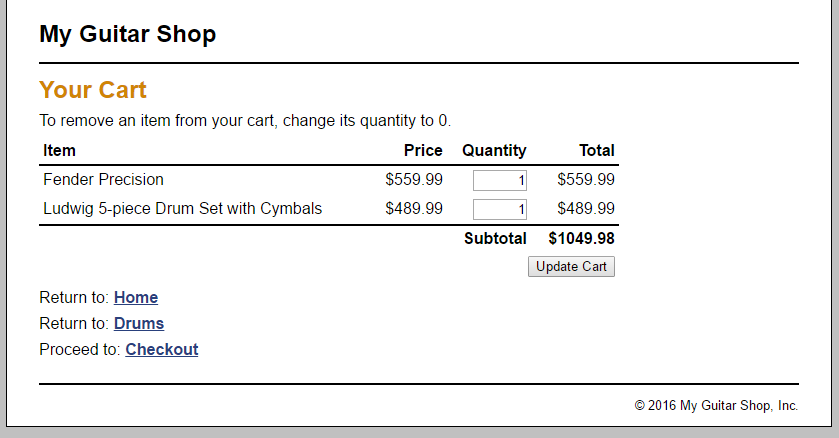 My Guitar Shop
Your Cart
To remove an item from your cart, change its quantity to 0.
Item Price Quantity Total
Fender Precision $559.99 1 $559.99
Ludwig 5-piece Drum Set with Cymbals $489.99 1 $489.99
Subtotal $1049.98
Update Cart
Return to: Home
Return to: Drums
Proceed to: Checkout
© 2016 My Guitar Shop, Inc.